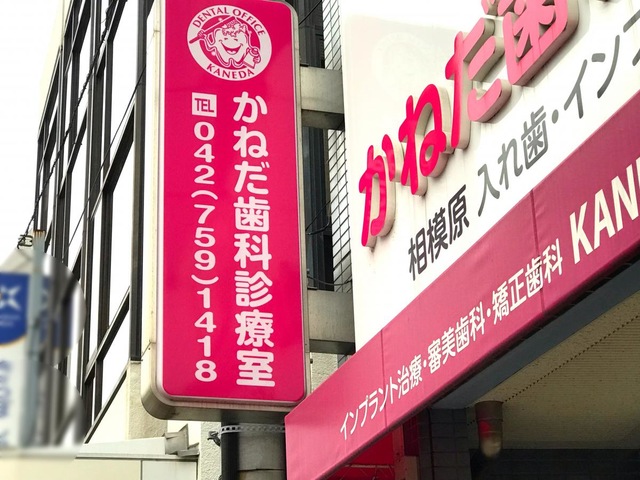 DENTAL OFFICE
KANEDA
かねだ歯科診療室
TEL
042(759)1418
かねだ歯
相模原 入れ歯・インプ
KAN
インプラント治療・審美歯科・矯正歯科